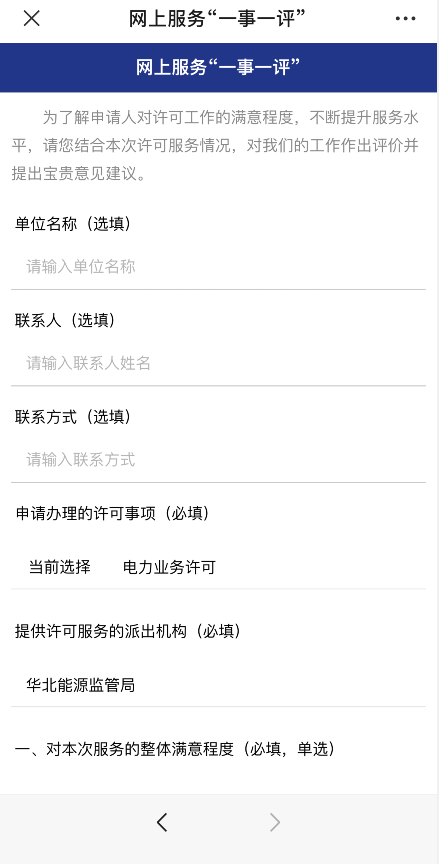 网上服务“一事一评”
网上服务“一事一评”
为了解申请人对许可工作的满意程度，不断提升服务水
平，请您结合本次许可服务情况，对我们的工作作出评价并
提出宝贵意见建议。
单位名称（选填）
请输入单位名称
联系人（选填）
请输入联系人姓名
联系方式（选填）
请输入联系方式
申请办理的许可事项（必填）
当前选择 电力业务许可
提供许可服务的派出机构（必填）
华北能源监管局
一、对本次服务的整体满意程度（必填，单选）